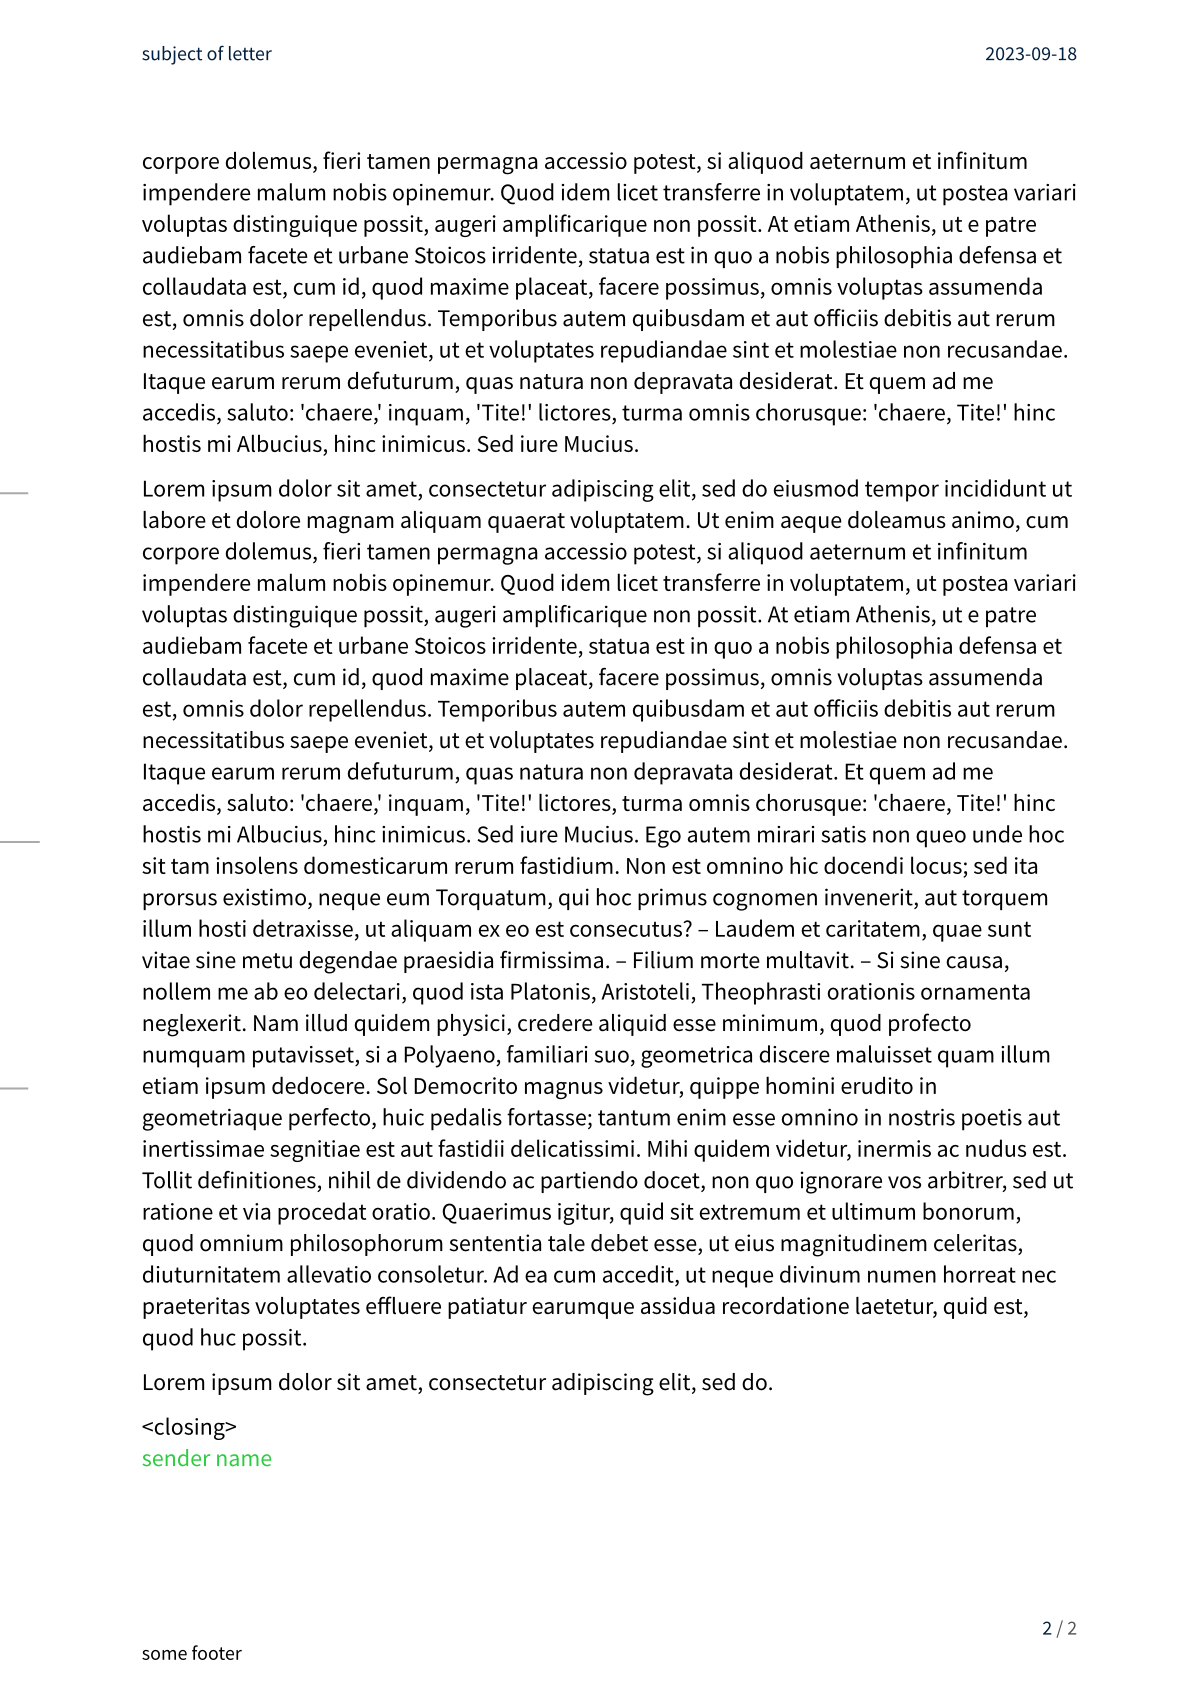 subject of letter 2023-09-18
corpore dolemus, fieri tamen permagna accessio potest, si aliquod aeternum et infinitum
impendere malum nobis opinemur. Quod idem licet transferre in voluptatem, ut postea variari
voluptas distinguique possit, augeri amplificarique non possit. At etiam Athenis, ut e patre
audiebam facete et urbane Stoicos irridente, statua est in quo a nobis philosophia defensa et
collaudata est, cum id, quod maxime placeat, facere possimus, omnis voluptas assumenda
est, omnis dolor repellendus. Temporibus autem quibusdam et aut officiis debitis aut rerum
necessitatibus saepe eveniet, ut et voluptates repudiandae sint et molestiae non recusandae.
Itaque earum rerum defuturum, quas natura non depravata desiderat. Et quem ad me
accedis, saluto: 'chaere,' inquam, 'Tite!' lictores, turma omnis chorusque: 'chaere, Tite!' hinc
hostis mi Albucius, hinc inimicus. Sed iure Mucius.
Lorem ipsum dolor sit amet, consectetur adipiscing elit, sed do eiusmod tempor incididunt ut
labore et dolore magnam aliquam quaerat voluptatem. Ut enim aeque doleamus animo, cum
corpore dolemus, fieri tamen permagna accessio potest, si aliquod aeternum et infinitum
impendere malum nobis opinemur. Quod idem licet transferre in voluptatem, ut postea variari
voluptas distinguique possit, augeri amplificarique non possit. At etiam Athenis, ut e patre
audiebam facete et urbane Stoicos irridente, statua est in quo a nobis philosophia defensa et
collaudata est, cum id, quod maxime placeat, facere possimus, omnis voluptas assumenda
est, omnis dolor repellendus. Temporibus autem quibusdam et aut officiis debitis aut rerum
necessitatibus saepe eveniet, ut et voluptates repudiandae sint et molestiae non recusandae.
Itaque earum rerum defuturum, quas natura non depravata desiderat. Et quem ad me
accedis, saluto: 'chaere,' inquam, 'Tite!' lictores, turma omnis chorusque: 'chaere, Tite!' hinc
hostis mi Albucius, hinc inimicus. Sed iure Mucius. Ego autem mirari satis non queo unde hoc
sit tam insolens domesticarum rerum fastidium. Non est omnino hic docendi locus; sed ita
prorsus existimo, neque eum Torquatum, qui hoc primus cognomen invenerit, aut torquem
illum hosti detraxisse, ut aliquam ex eo est consecutus? – Laudem et caritatem, quae sunt
vitae sine metu degendae praesidia firmissima. – Filium morte multavit. – Si sine causa,
nollem me ab eo delectari, quod ista Platonis, Aristoteli, Theophrasti orationis ornamenta
neglexerit. Nam illud quidem physici, credere aliquid esse minimum, quod profecto
numquam putavisset, si a Polyaeno, familiari suo, geometrica discere maluisset quam illum
etiam ipsum dedocere. Sol Democrito magnus videtur, quippe homini erudito in
geometriaque perfecto, huic pedalis fortasse; tantum enim esse omnino in nostris poetis aut
inertissimae segnitiae est aut fastidii delicatissimi. Mihi quidem videtur, inermis ac nudus est.
Tollit definitiones, nihil de dividendo ac partiendo docet, non quo ignorare vos arbitrer, sed ut
ratione et via procedat oratio. Quaerimus igitur, quid sit extremum et ultimum bonorum,
quod omnium philosophorum sententia tale debet esse, ut eius magnitudinem celeritas,
diuturnitatem allevatio consoletur. Ad ea cum accedit, ut neque divinum numen horreat nec
praeteritas voluptates effluere patiatur earumque assidua recordatione laetetur, quid est,
quod huc possit.
Lorem ipsum dolor sit amet, consectetur adipiscing elit, sed do.
<closing>
sender name
2 / 2
some footer